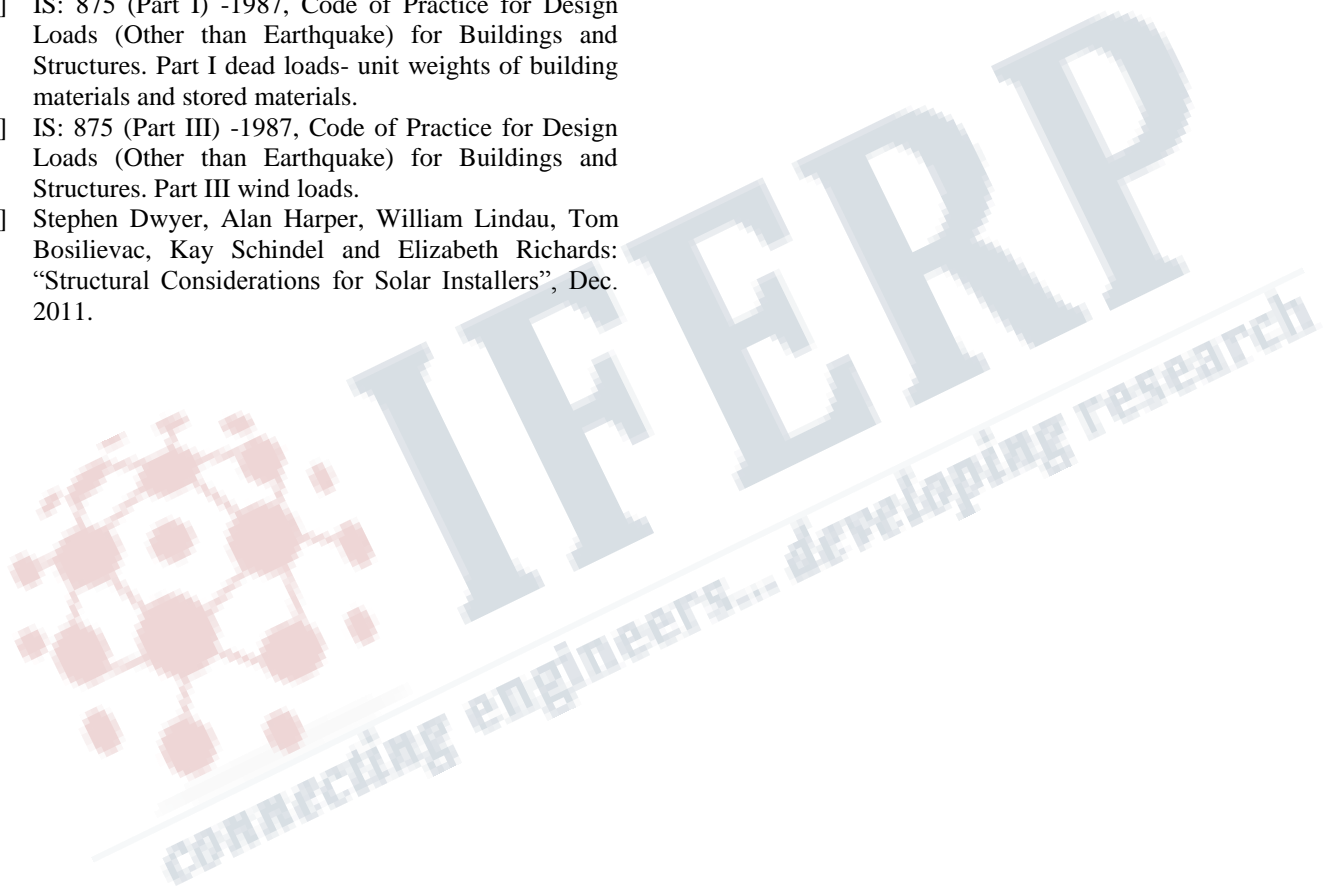 ] IS: 875 (Part I) -1987, Code of Practice for Design
Loads (Other than Earthquake) for Buildings and
Structures. Part I dead loads- unit weights of building
materials and stored materials.
] IS: 875 (Part III) -1987, Code of Practice for Design
Loads (Other than Earthquake) for Buildings and
Structures. Part III wind loads.
] Stephen Dwyer, Alan Harper, William Lindau, Tom
Bosilievac, Kay Schindel and Elizabeth Richards:
“Structural Considerations for Solar Installers”, Dec.
2011.
IFERP
connecting engineers... developing research